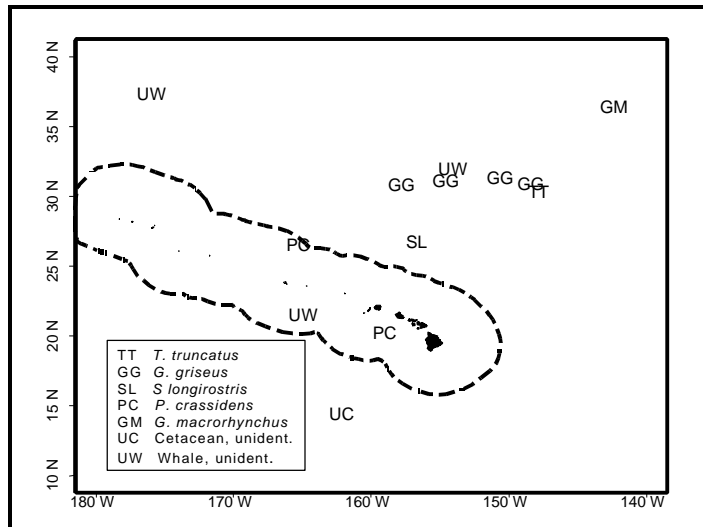 40 N
35 N
30 N
25 N
20 N
15 N
10 N
UW
GM
UW
GG
GG
GG
GG
TT
SL
PC
UW
PC
UC
TT T. truncatus
GG G. griseus
SL S longirostris
PC P. crassidens
GM G. macrorhynchus
UC Cetacean, unident.
UW Whale, unident.
180°W 170°W 160°W 150°W 140°W